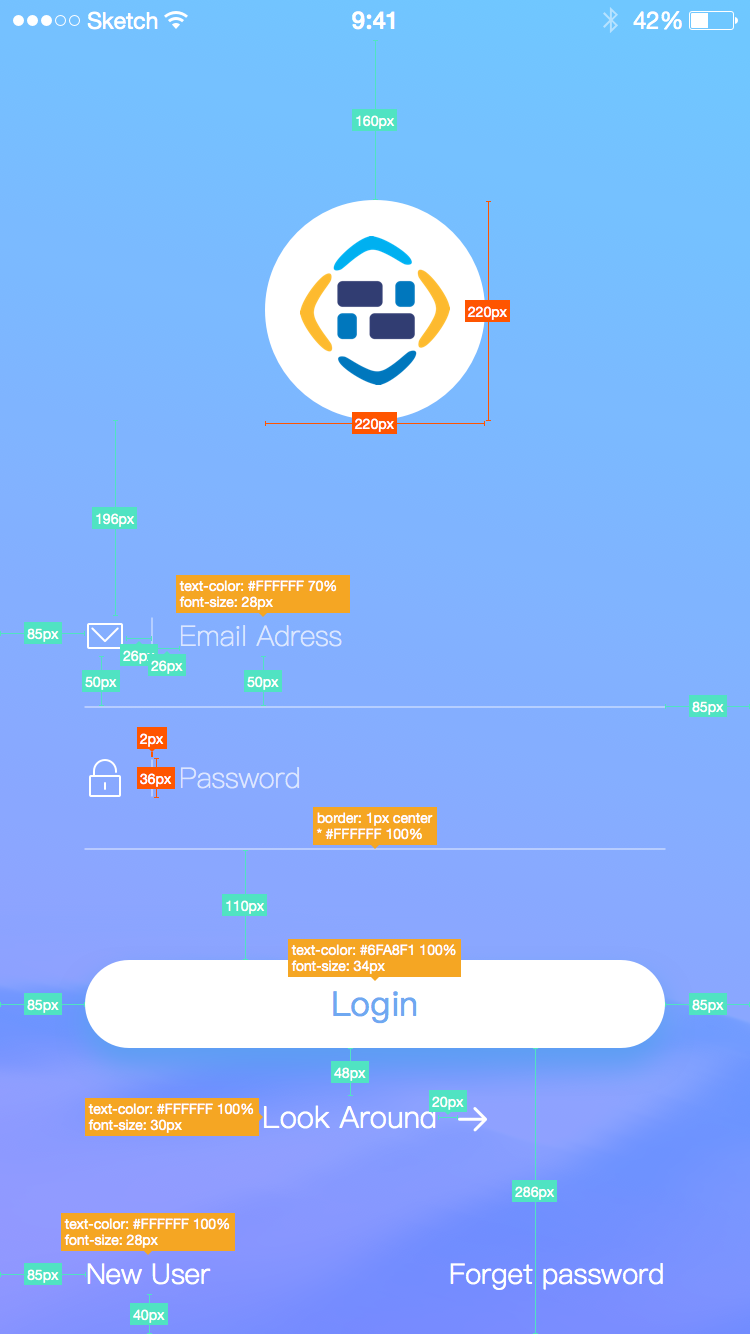 Sketch 9:41 42%
160px
220px
220px
196px
text-color: #FFFFFF 70%
font-size: 28px
85px
Email Adress
26px
26px
50px
50px
85px
2px
36px
Password
border: 1px center
* #FFFFFF 100%
110px
text-color: #6FA8F1 100%
font-size: 34px
85px
Login
85px
48px
20px
text-color: #FFFFFF 100%
font-size: 30px
Look Around
286px
text-color: #FFFFFF 100%
font-size: 28px
85px
New User
Forget password
40px